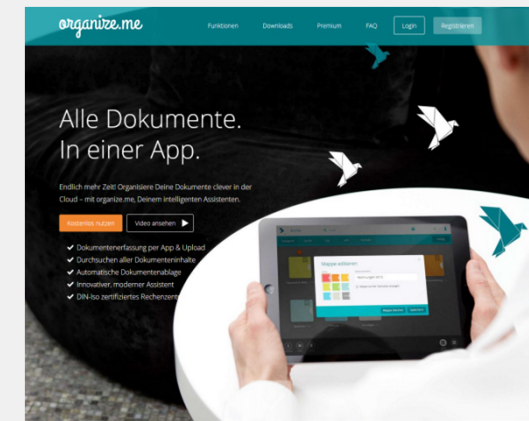 organize.me
Funktionen Downloads Premium FAQ Login Registrieren
Alle Dokumente.
In einer App.
Endlich mehr Zeit! Organisiere Deine Dokumente clever in der
Cloud – mit organize.me, Deinem intelligenten Assistenten.
Kostenlos nutzen Video ansehen
Dokumentenerfassung per App & Upload
Durchsuchen aller Dokumenteninhalte
Automatische Dokumentenablage
Innovativer, moderner Assistent
DIN-Iso zertifiziertes
Mappe editieren